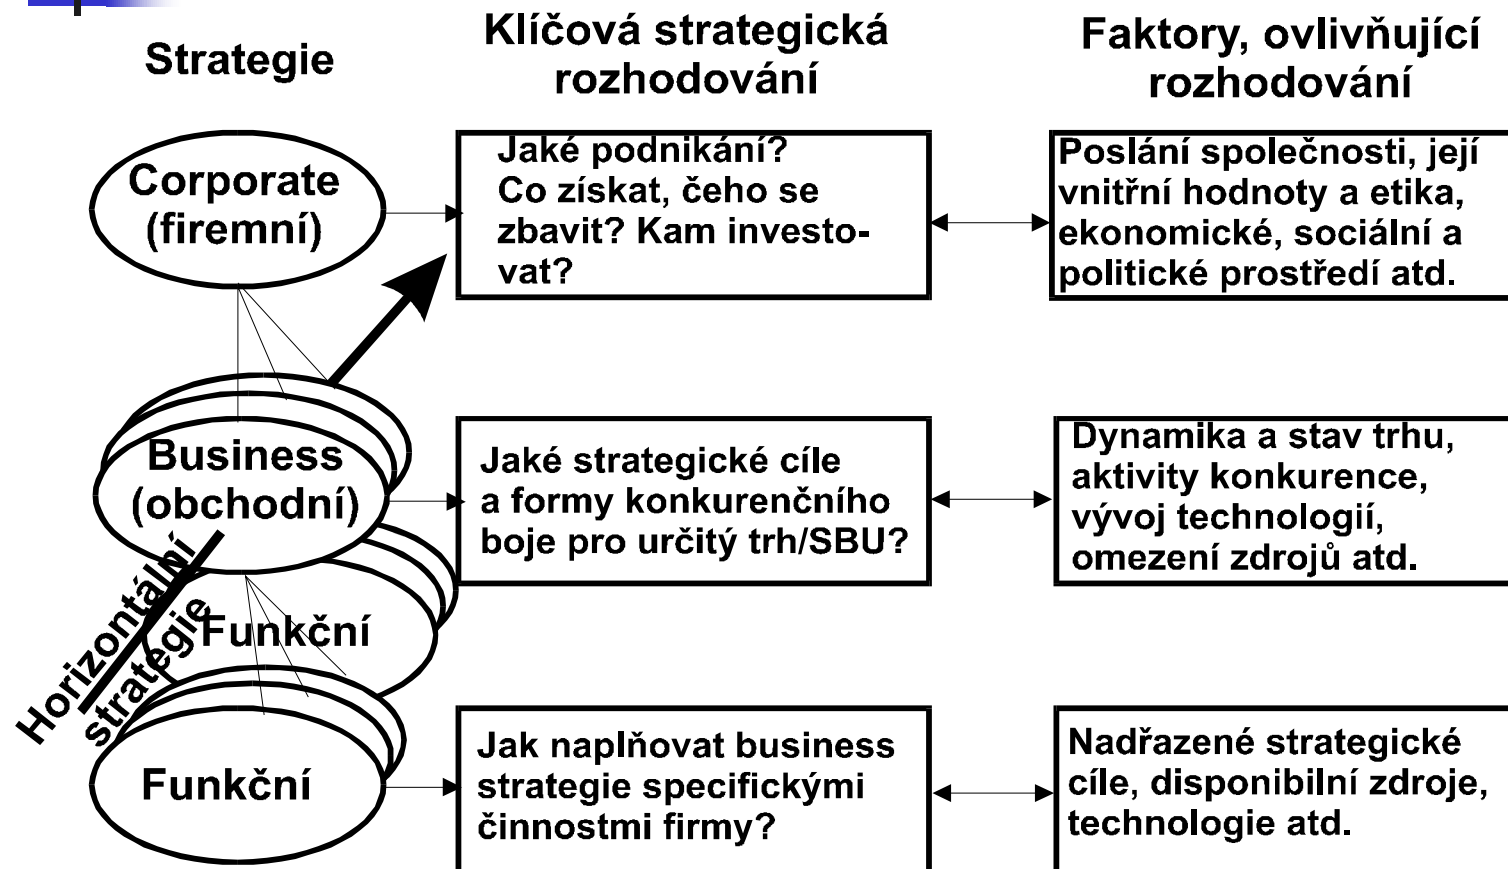 Strategie
Klíčová strategická
rozhodování
Faktory, ovlivňující
rozhodování
Corporate
(firemní)
Jaké podnikání?
Co získat, čeho se
zbavit? Kam investo-
vat?
Poslání společnosti, její
vnitřní hodnoty a etika,
ekonomické, sociální a
politické prostředí atd.
Business
(obchodní)
Jaké strategické cíle
a formy konkurenčního
boje pro určitý trh/SBU?
Dynamika a stav trhu,
aktivity konkurence,
vývoj technologií,
omezení zdrojů atd.
Horizontální
strategie
Funkční
Funkční
Jak naplňovat business
strategie specifickými
činnostmi firmy?
Nadřazené strategické
cíle, disponibilní zdroje,
technologie atd.